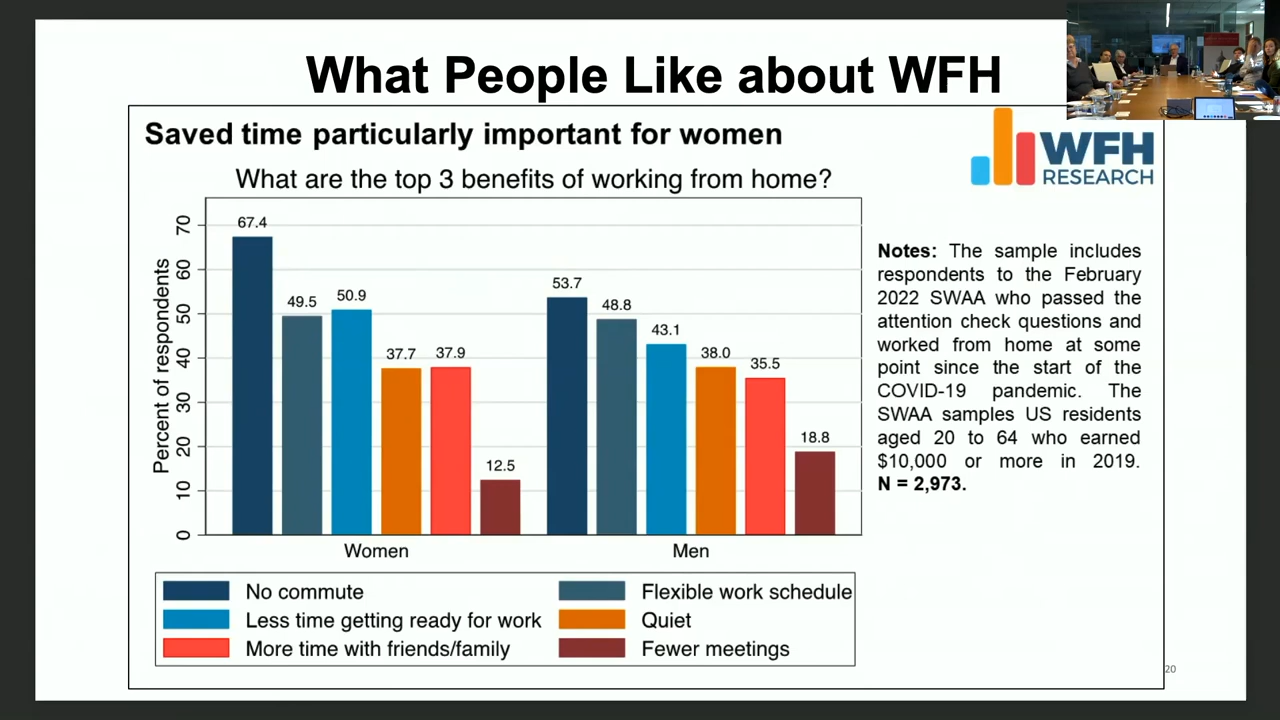 What People Like about WFH
Saved time particularly important for women
WFH
RESEARCH
What are the top 3 benefits of working from home?
Percent of respondents
70
60
50
40
30
20
10
0
67.4
49.5
50.9
37.7
37.9
12.5
53.7
48.8
43.1
38.0
35.5
18.8
Women
Men
No commute
Flexible work schedule
Less time getting ready for work
Quiet
More time with friends/family
Fewer meetings
Notes: The sample includes
respondents to the February
2022 SWAA who passed the
attention check questions and
worked from home at some
point since the start of the
COVID-19 pandemic. The
SWAA samples US residents
aged 20 to 64 who earned
$10,000 or more in 2019.
N = 2,973.
20